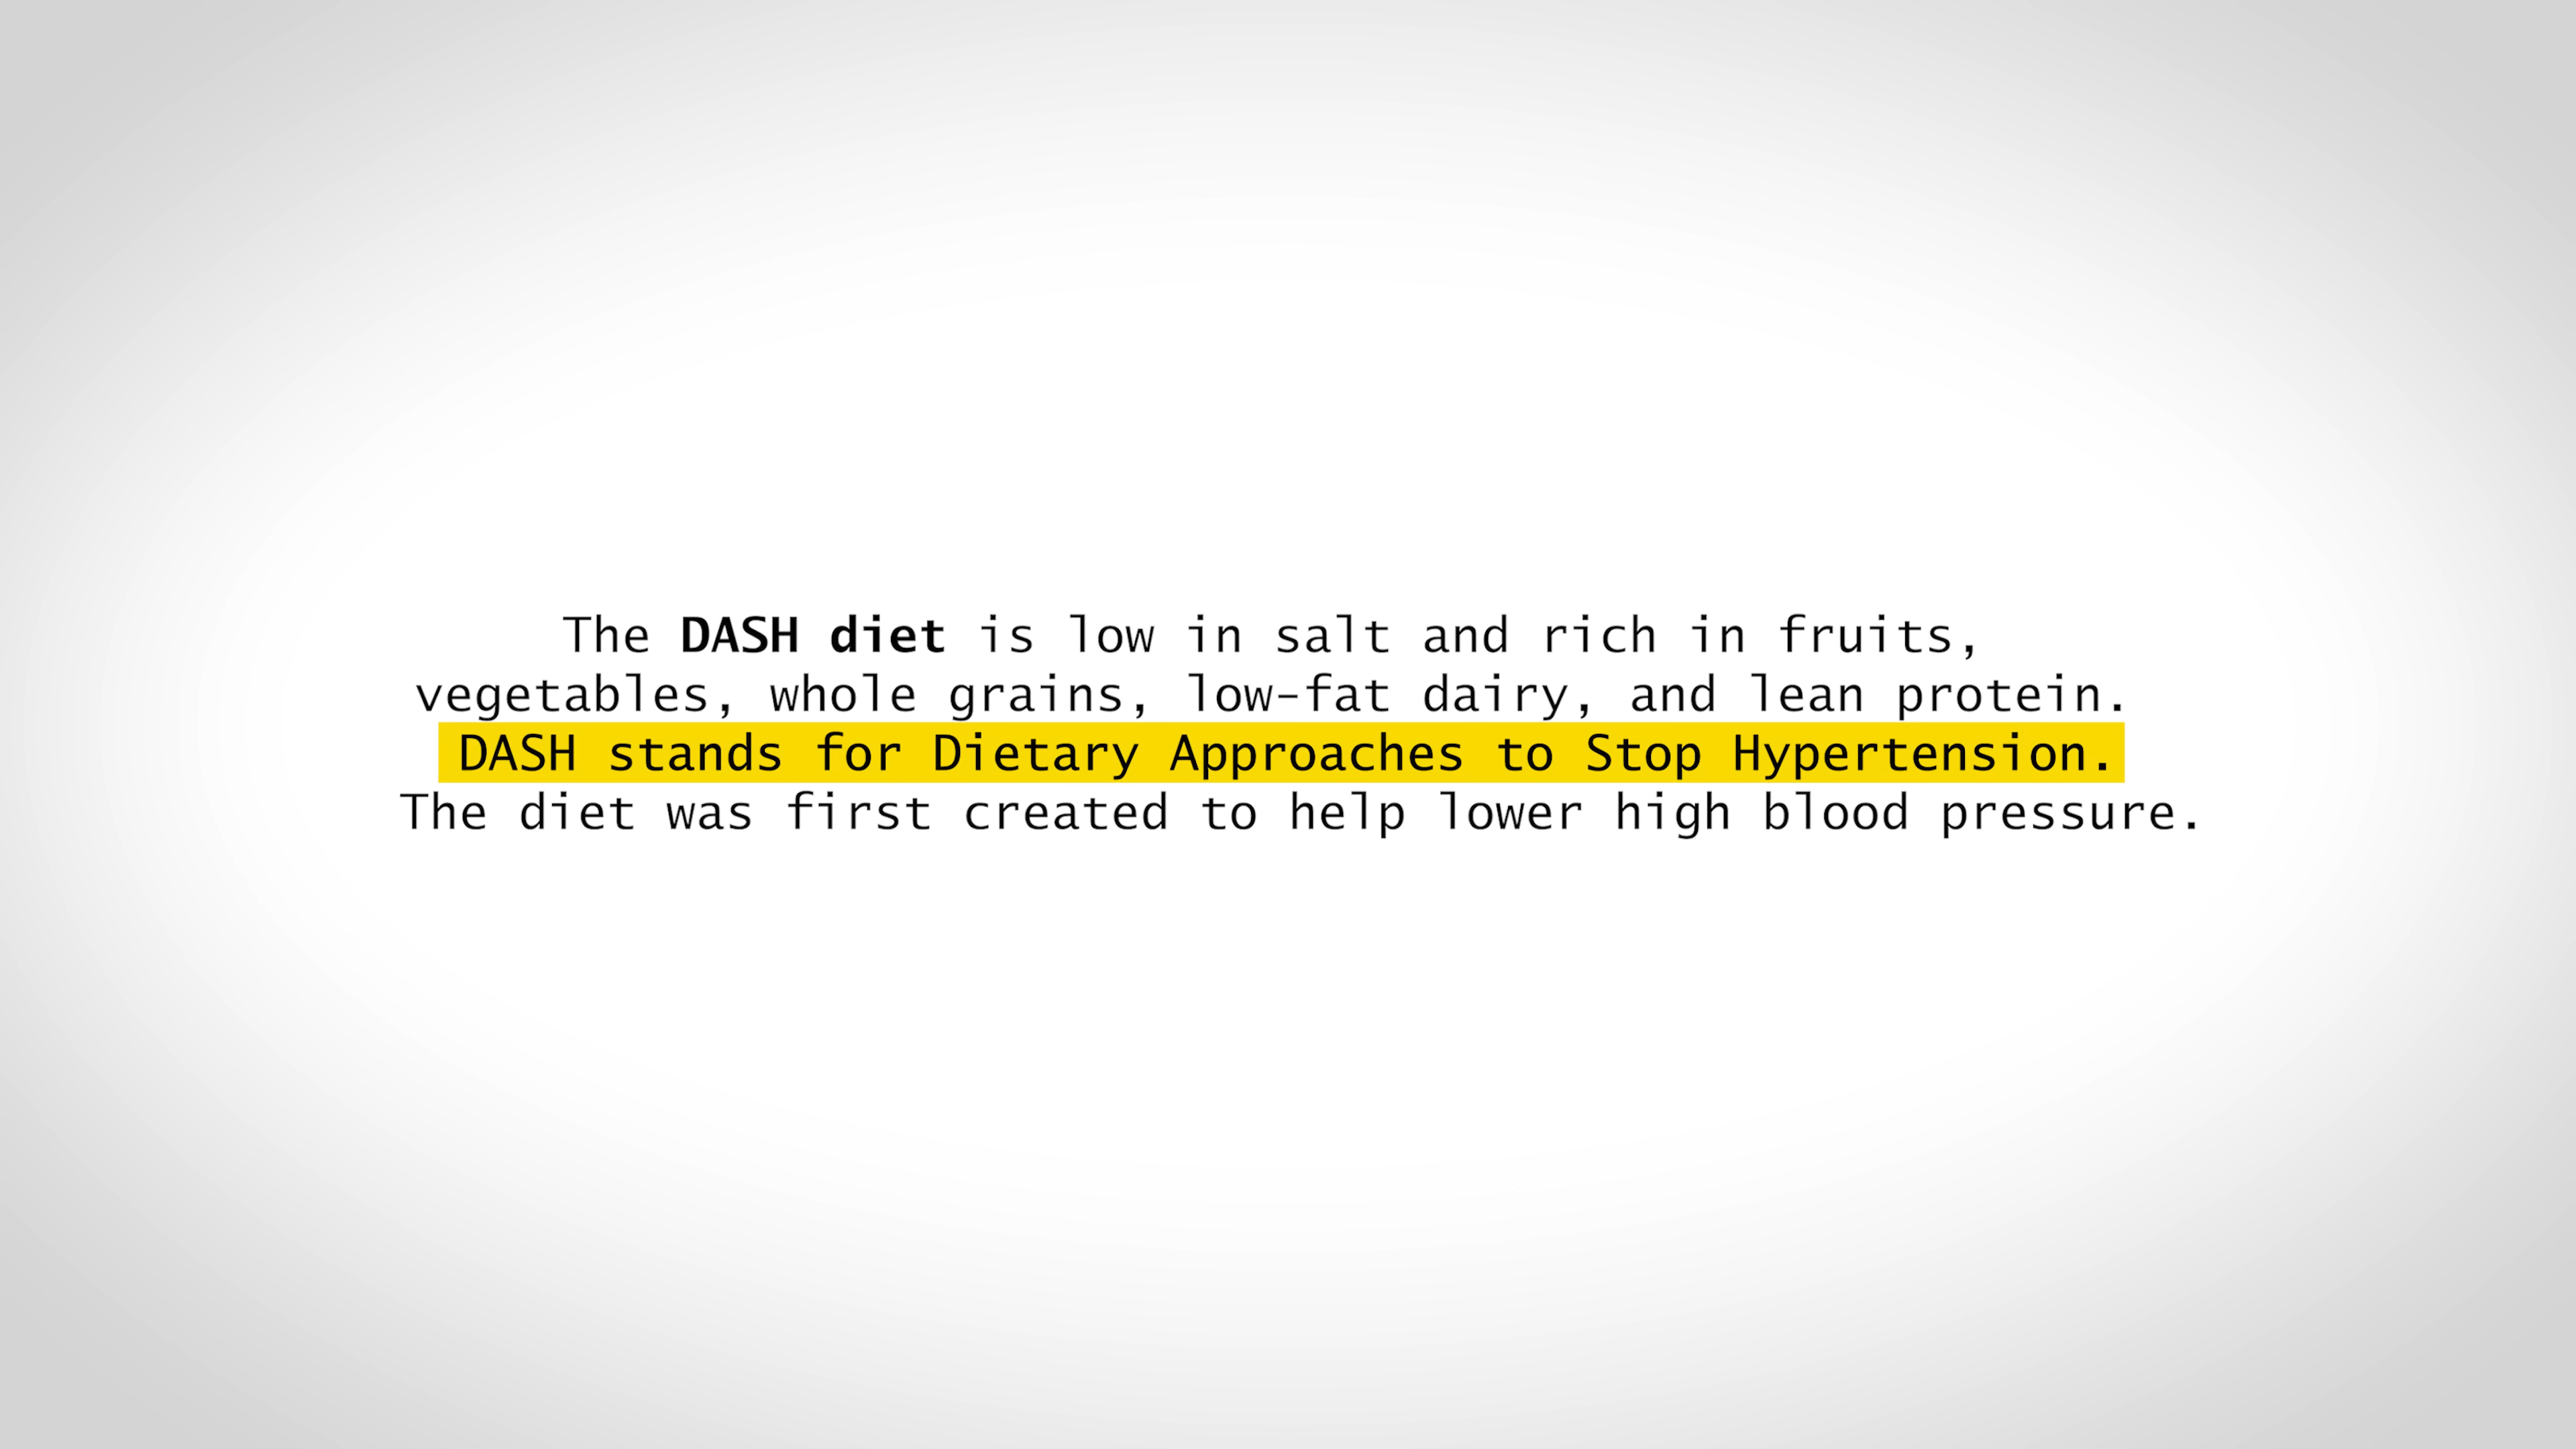 The DASH diet is low in salt and rich in fruits,
vegetables, whole grains, low-fat dairy, and lean protein.
DASH stands for Dietary Approaches to Stop Hypertension.
The diet was first created to help lower high blood pressure.